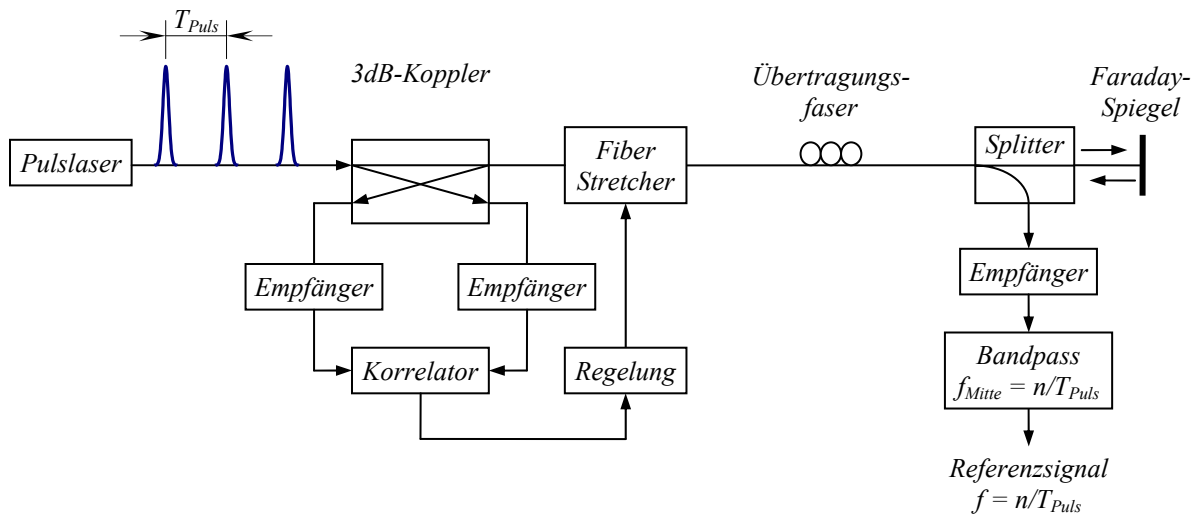 T_Puls
3dB-Koppler
Übertragungs-
faser
Faraday-
Spiegel
Pulslaser
Fiber
Stretcher
Splitter
Empfänger
Empfänger
Empfänger
Korrelator
Regelung
Bandpass
f_Mitte = n/T_Puls
Referenzsignal
f = n/T_Puls